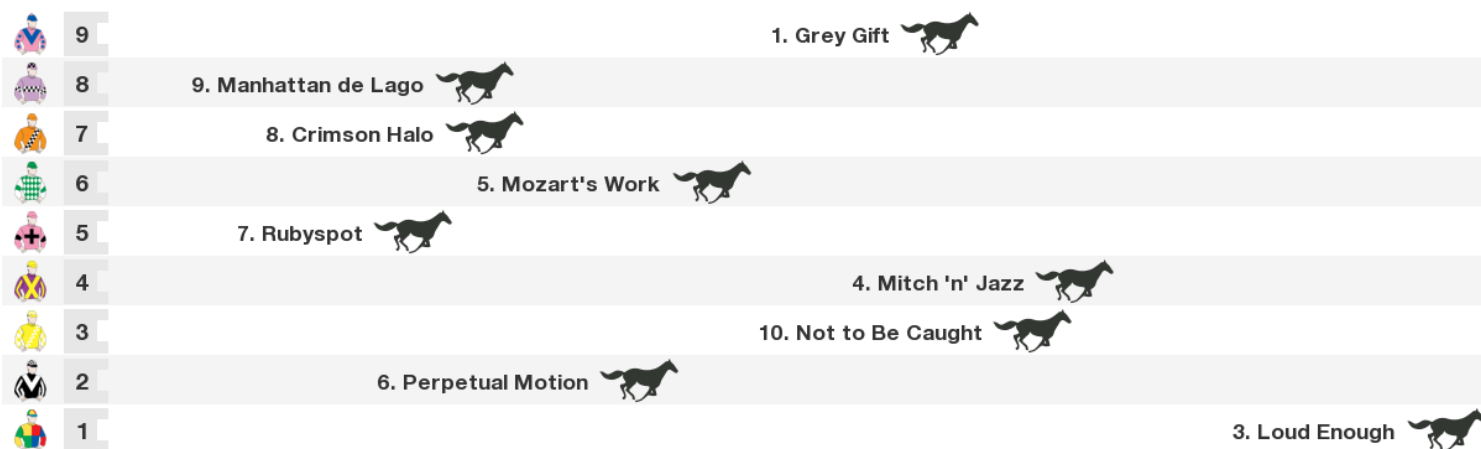 9 1. Grey Gift
8 9. Manhattan de Lago
7 8. Crimson Halo
6 5. Mozart's Work
5 7. Rubyspot
4 4. Mitch 'n' Jazz
3 10. Not to Be Caught
2 6. Perpetual Motion
1 3. Loud Enough